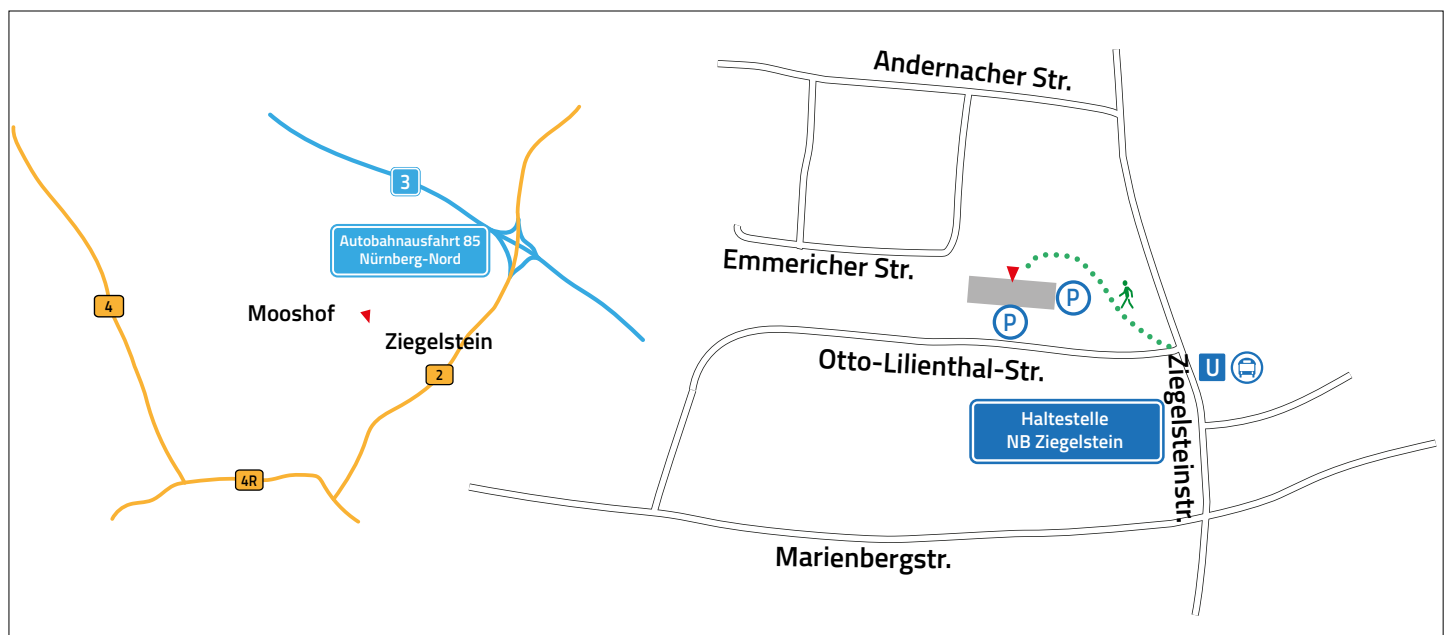 3
Autobahnausfahrt 85
Nürnberg-Nord
4
Mooshof
Ziegelstein
2
4R
Andernacher Str.
Emmericher Str.
P
P
Otto-Lilienthal-Str.
U
Haltestelle
NB Ziegelstein
Ziegelsteinstr.
Marienbergstr.